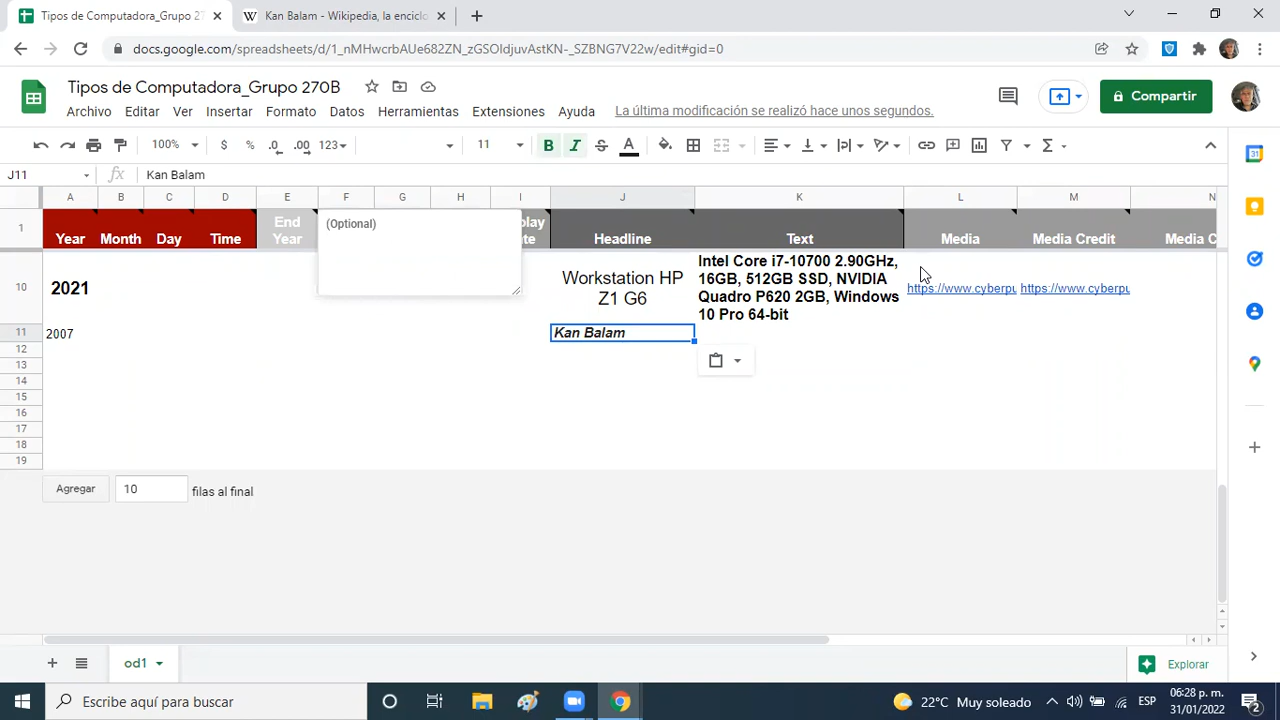 Tipos de Computadora_Grupo 27
Kan Balam - Wikipedia, la enciclo
docs.google.com/spreadsheets/d/1_nMHwcrbAUe682ZN_zGSOIdjuvAstKN-_SZBNG7V22w/edit#gid=0
Tipos de Computadora_Grupo 270B
Compartir
Archivo Editar Ver Insertar Formato Datos Herramientas Extensiones Ayuda La última modificación se realizó hace unos segundos.
100% $ % .0 .00 123 11 B I S A
J11 fx Kan Balam
A B C D E F G H I J K L M N
1 Year Month Day Time End Year (Optional) play Headline Text Media Media Credit Media C
10 2021 Workstation HP Z1 G6 https://www.cyberpu https://www.cyberpu
Intel Core i7-10700 2.90GHz,
16GB, 512GB SSD, NVIDIA
Quadro P620 2GB, Windows
10 Pro 64-bit
11 2007 Kan Balam
12
13
14
15
16
17
18
19
Agregar 10 filas al final
od1 Explorar
Escribe aquí para buscar 22°C Muy soleado ESP 06:28 p. m.
31/01/2022 2